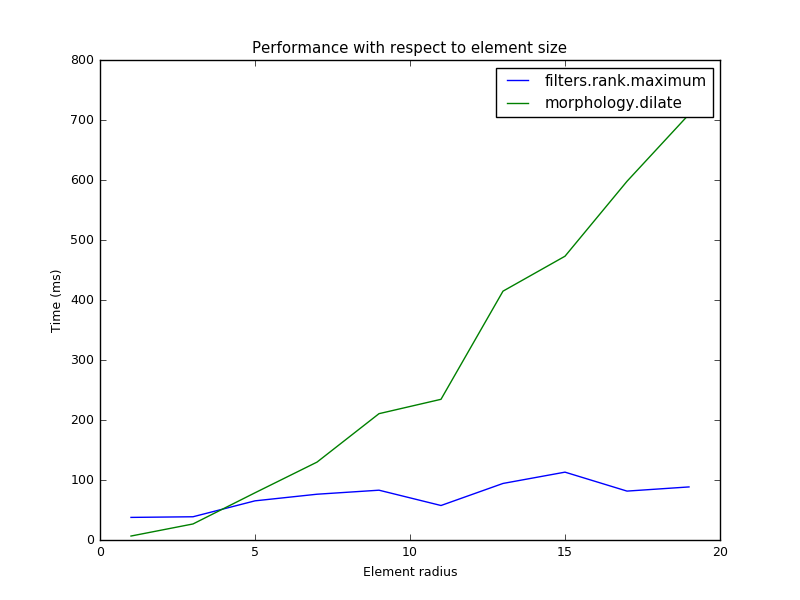 Performance with respect to element size
filters.rank.maximum
morphology.dilate
800
700
600
500
400
300
200
100
0
Time (ms)
0
5
10
15
20
Element radius